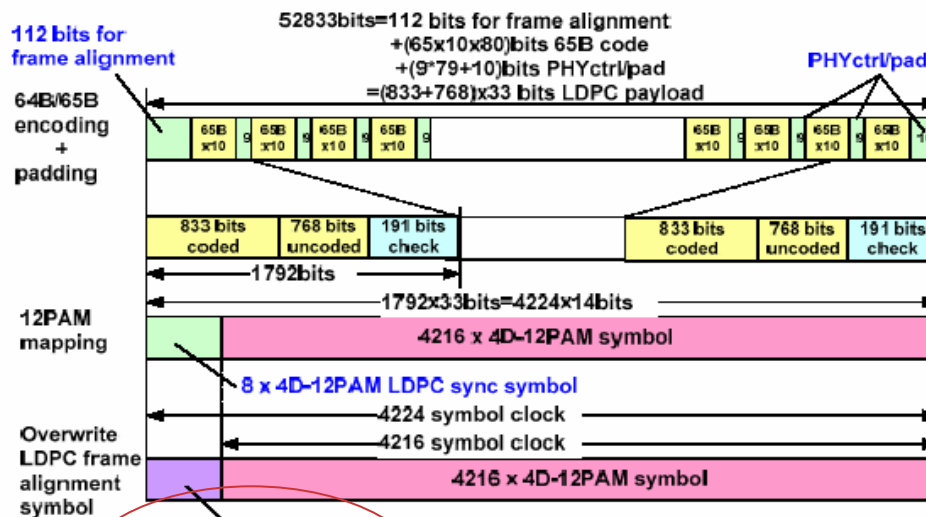 52833bits=112 bits for frame alignment
+(65x10x80)bits 65B code
+(9*79+10)bits PHYctrl/pad
=(833+768)x33 bits LDPC payload
112 bits for
frame alignment
PHYctrl/pad
64B/65B
encoding
+
padding
65B x10 9 65B x10 9 65B x10 9 65B x10 9 65B x10 9 65B x10 9 65B x10 9 65B x10
833 bits coded 768 bits uncoded 191 bits check 833 bits coded 768 bits uncoded 191 bits check
1792bits
1792x33bits=4224x14bits
12PAM
mapping
4216 x 4D-12PAM symbol
8 x 4D-12PAM LDPC sync symbol
4224 symbol clock
4216 symbol clock
Overwrite
LDPC frame
alignment
symbol
4216 x 4D-12PAM symbol